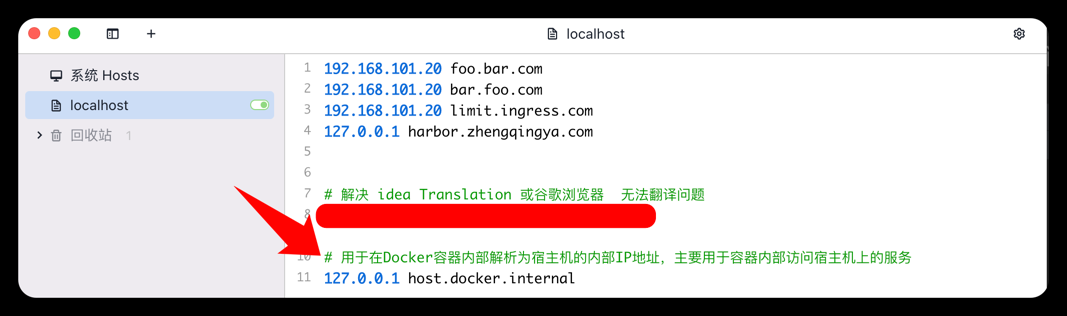 localhost
系统 Hosts
localhost
回收站 1
1 192.168.101.20 foo.bar.com
2 192.168.101.20 bar.foo.com
3 192.168.101.20 limit.ingress.com
4 127.0.0.1 harbor.zhengqingya.com
5
6
7 # 解决 idea Translation 或谷歌浏览器  无法翻译问题
8
10 # 用于在Docker容器内部解析为宿主机的内部IP地址，主要用于容器内部访问宿主机上的服务
11 127.0.0.1 host.docker.internal